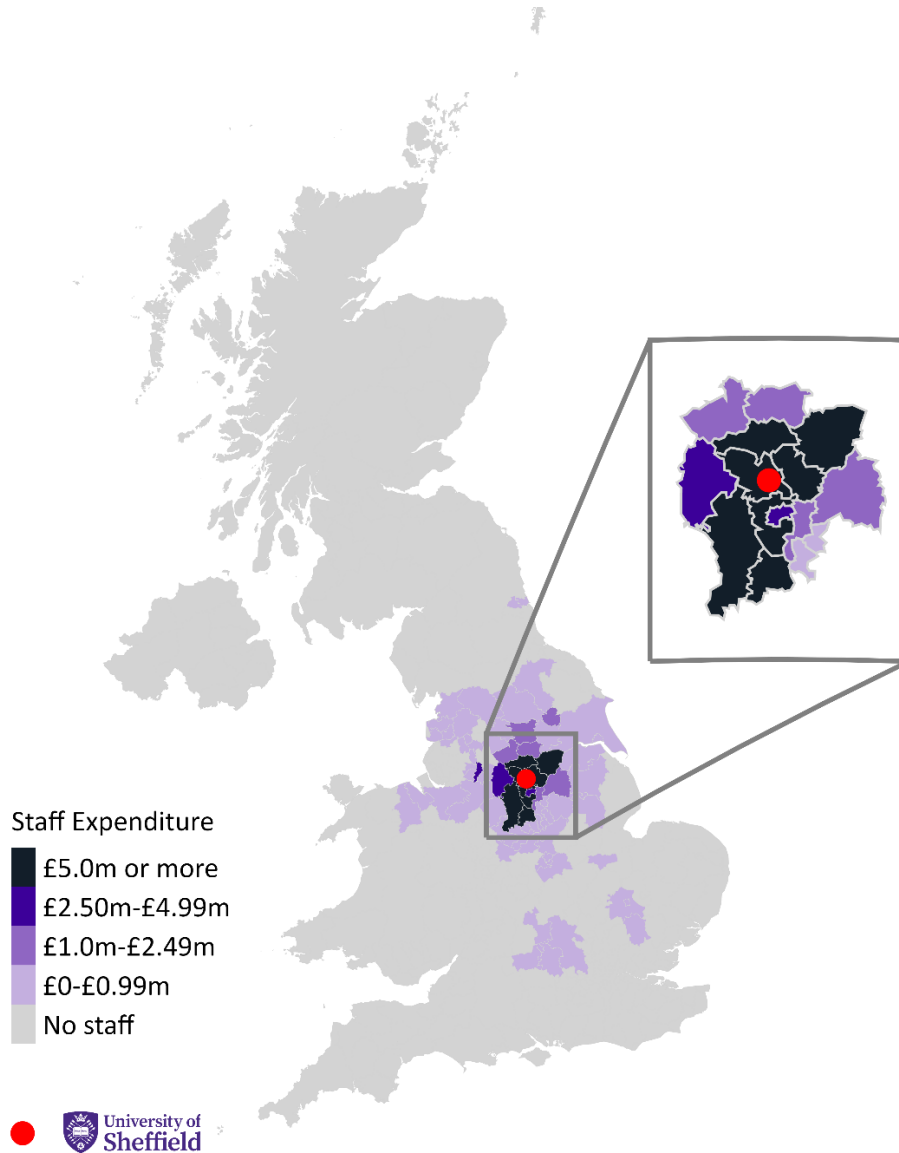 Staff Expenditure
£5.0m or more
£2.50m-£4.99m
£1.0m-£2.49m
£0-£0.99m
No staff
University of
Sheffield